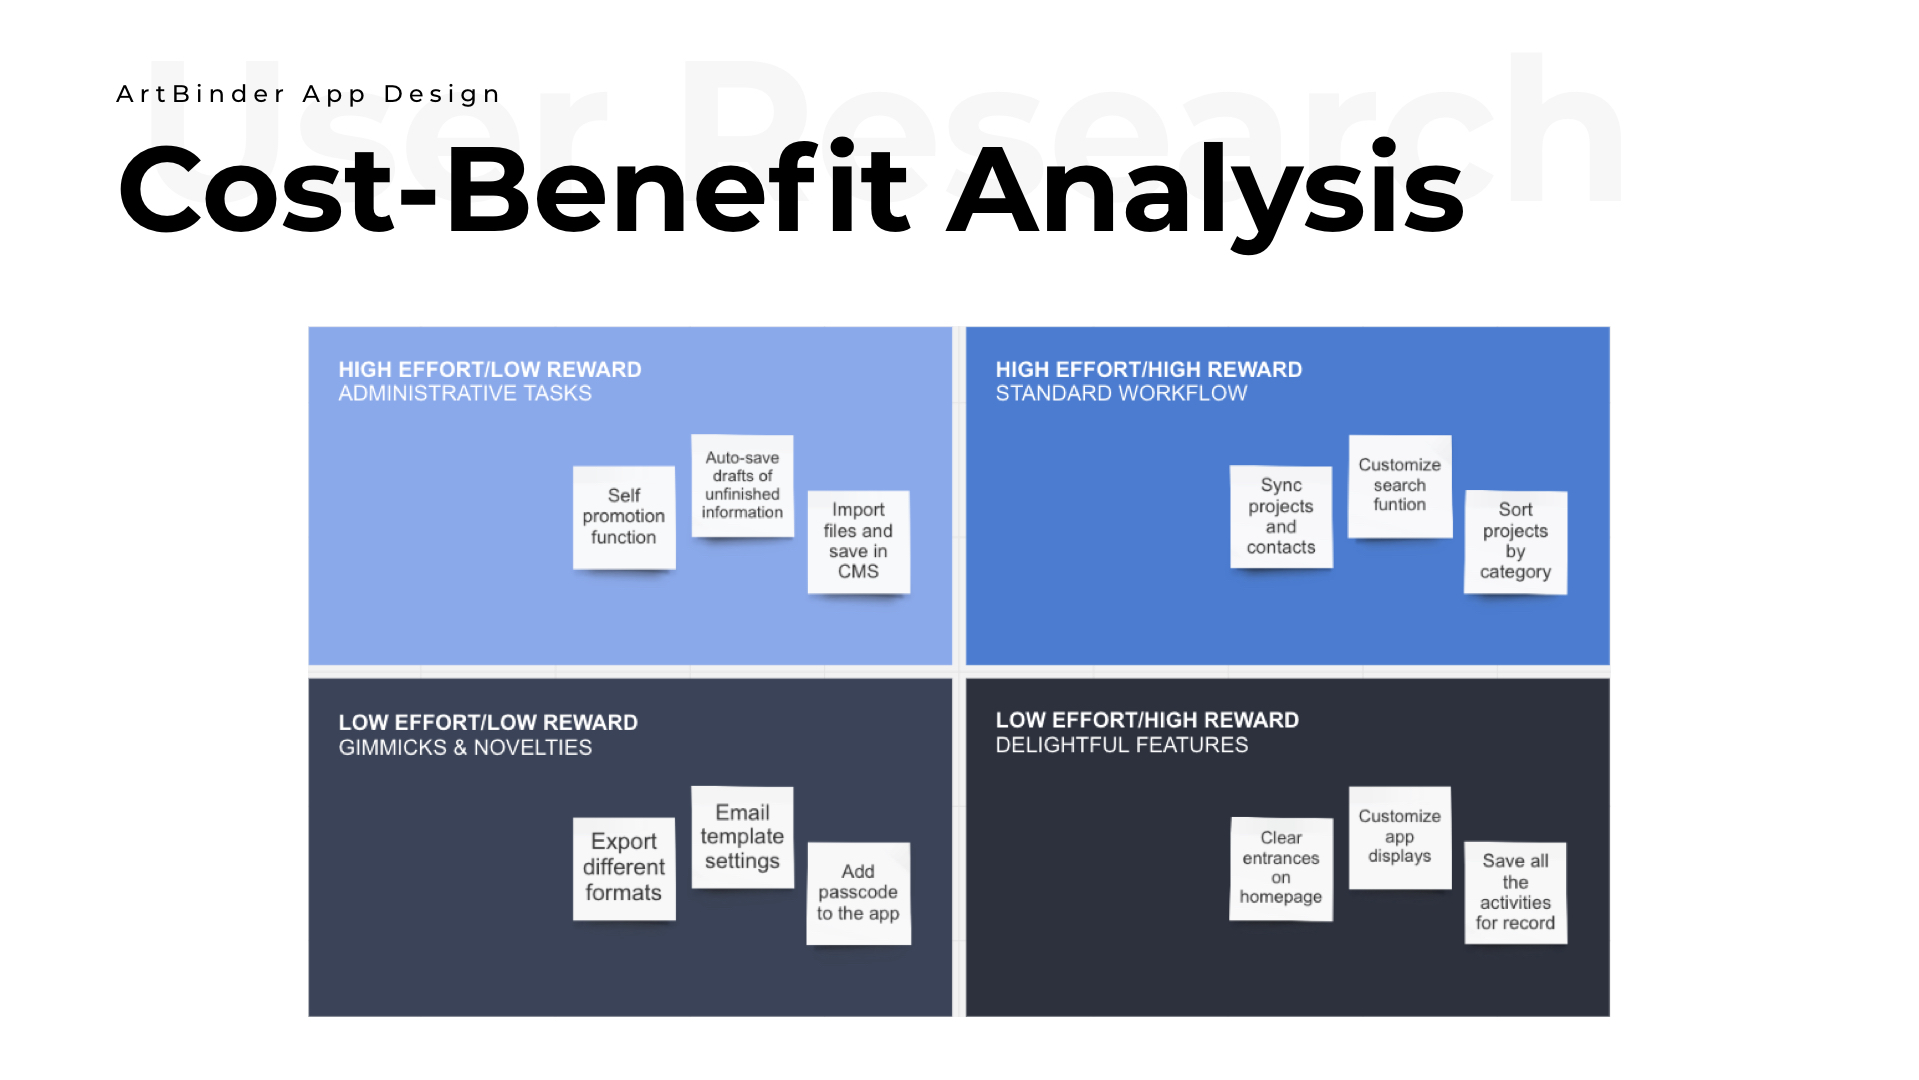 User Research
ArtBinder App Design
Cost-Benefit Analysis
HIGH EFFORT/LOW REWARD
ADMINISTRATIVE TASKS
Self
promotion
function
Auto-save
drafts of
unfinished
information
Import
files and
save in
CMS
HIGH EFFORT/HIGH REWARD
STANDARD WORKFLOW
Sync
projects
and
contacts
Customize
search
funtion
Sort
projects
by
category
LOW EFFORT/LOW REWARD
GIMMICKS & NOVELTIES
Export
different
formats
Email
template
settings
Add
passcode
to the app
LOW EFFORT/HIGH REWARD
DELIGHTFUL FEATURES
Clear
entrances
on
homepage
Customize
app
displays
Save all
the
activities
for record